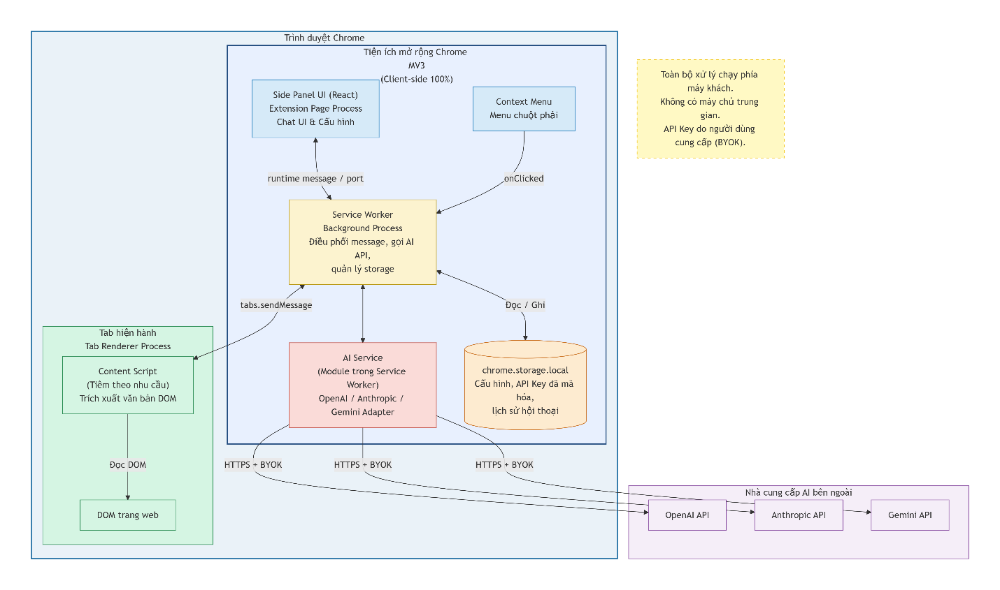 Trình duyệt Chrome
Tiện ích mở rộng Chrome
MV3
(Client-side 100%)
Side Panel UI (React)
Extension Page Process
Chat UI & Cấu hình
Context Menu
Menu chuột phải
Toàn bộ xử lý chạy phía
máy khách.
Không có máy chủ trung
gian.
API Key do người dùng
cung cấp (BYOK).
runtime message / port
onClicked
Service Worker
Background Process
Điều phối message, gọi AI
API,
quản lý storage
tabs.sendMessage
Đọc / Ghi
Tab hiện hành
Tab Renderer Process
Content Script
(Tiêm theo nhu cầu)
Trích xuất văn bản DOM
AI Service
(Module trong Service
Worker)
OpenAI / Anthropic /
Gemini Adapter
chrome.storage.local
Cấu hình, API Key đã mã
hóa,
lịch sử hội thoại
Đọc DOM
HTTPS + BYOK
HTTPS + BYOK
HTTPS + BYOK
DOM trang web
Nhà cung cấp AI bên ngoài
OpenAI API
Anthropic API
Gemini API